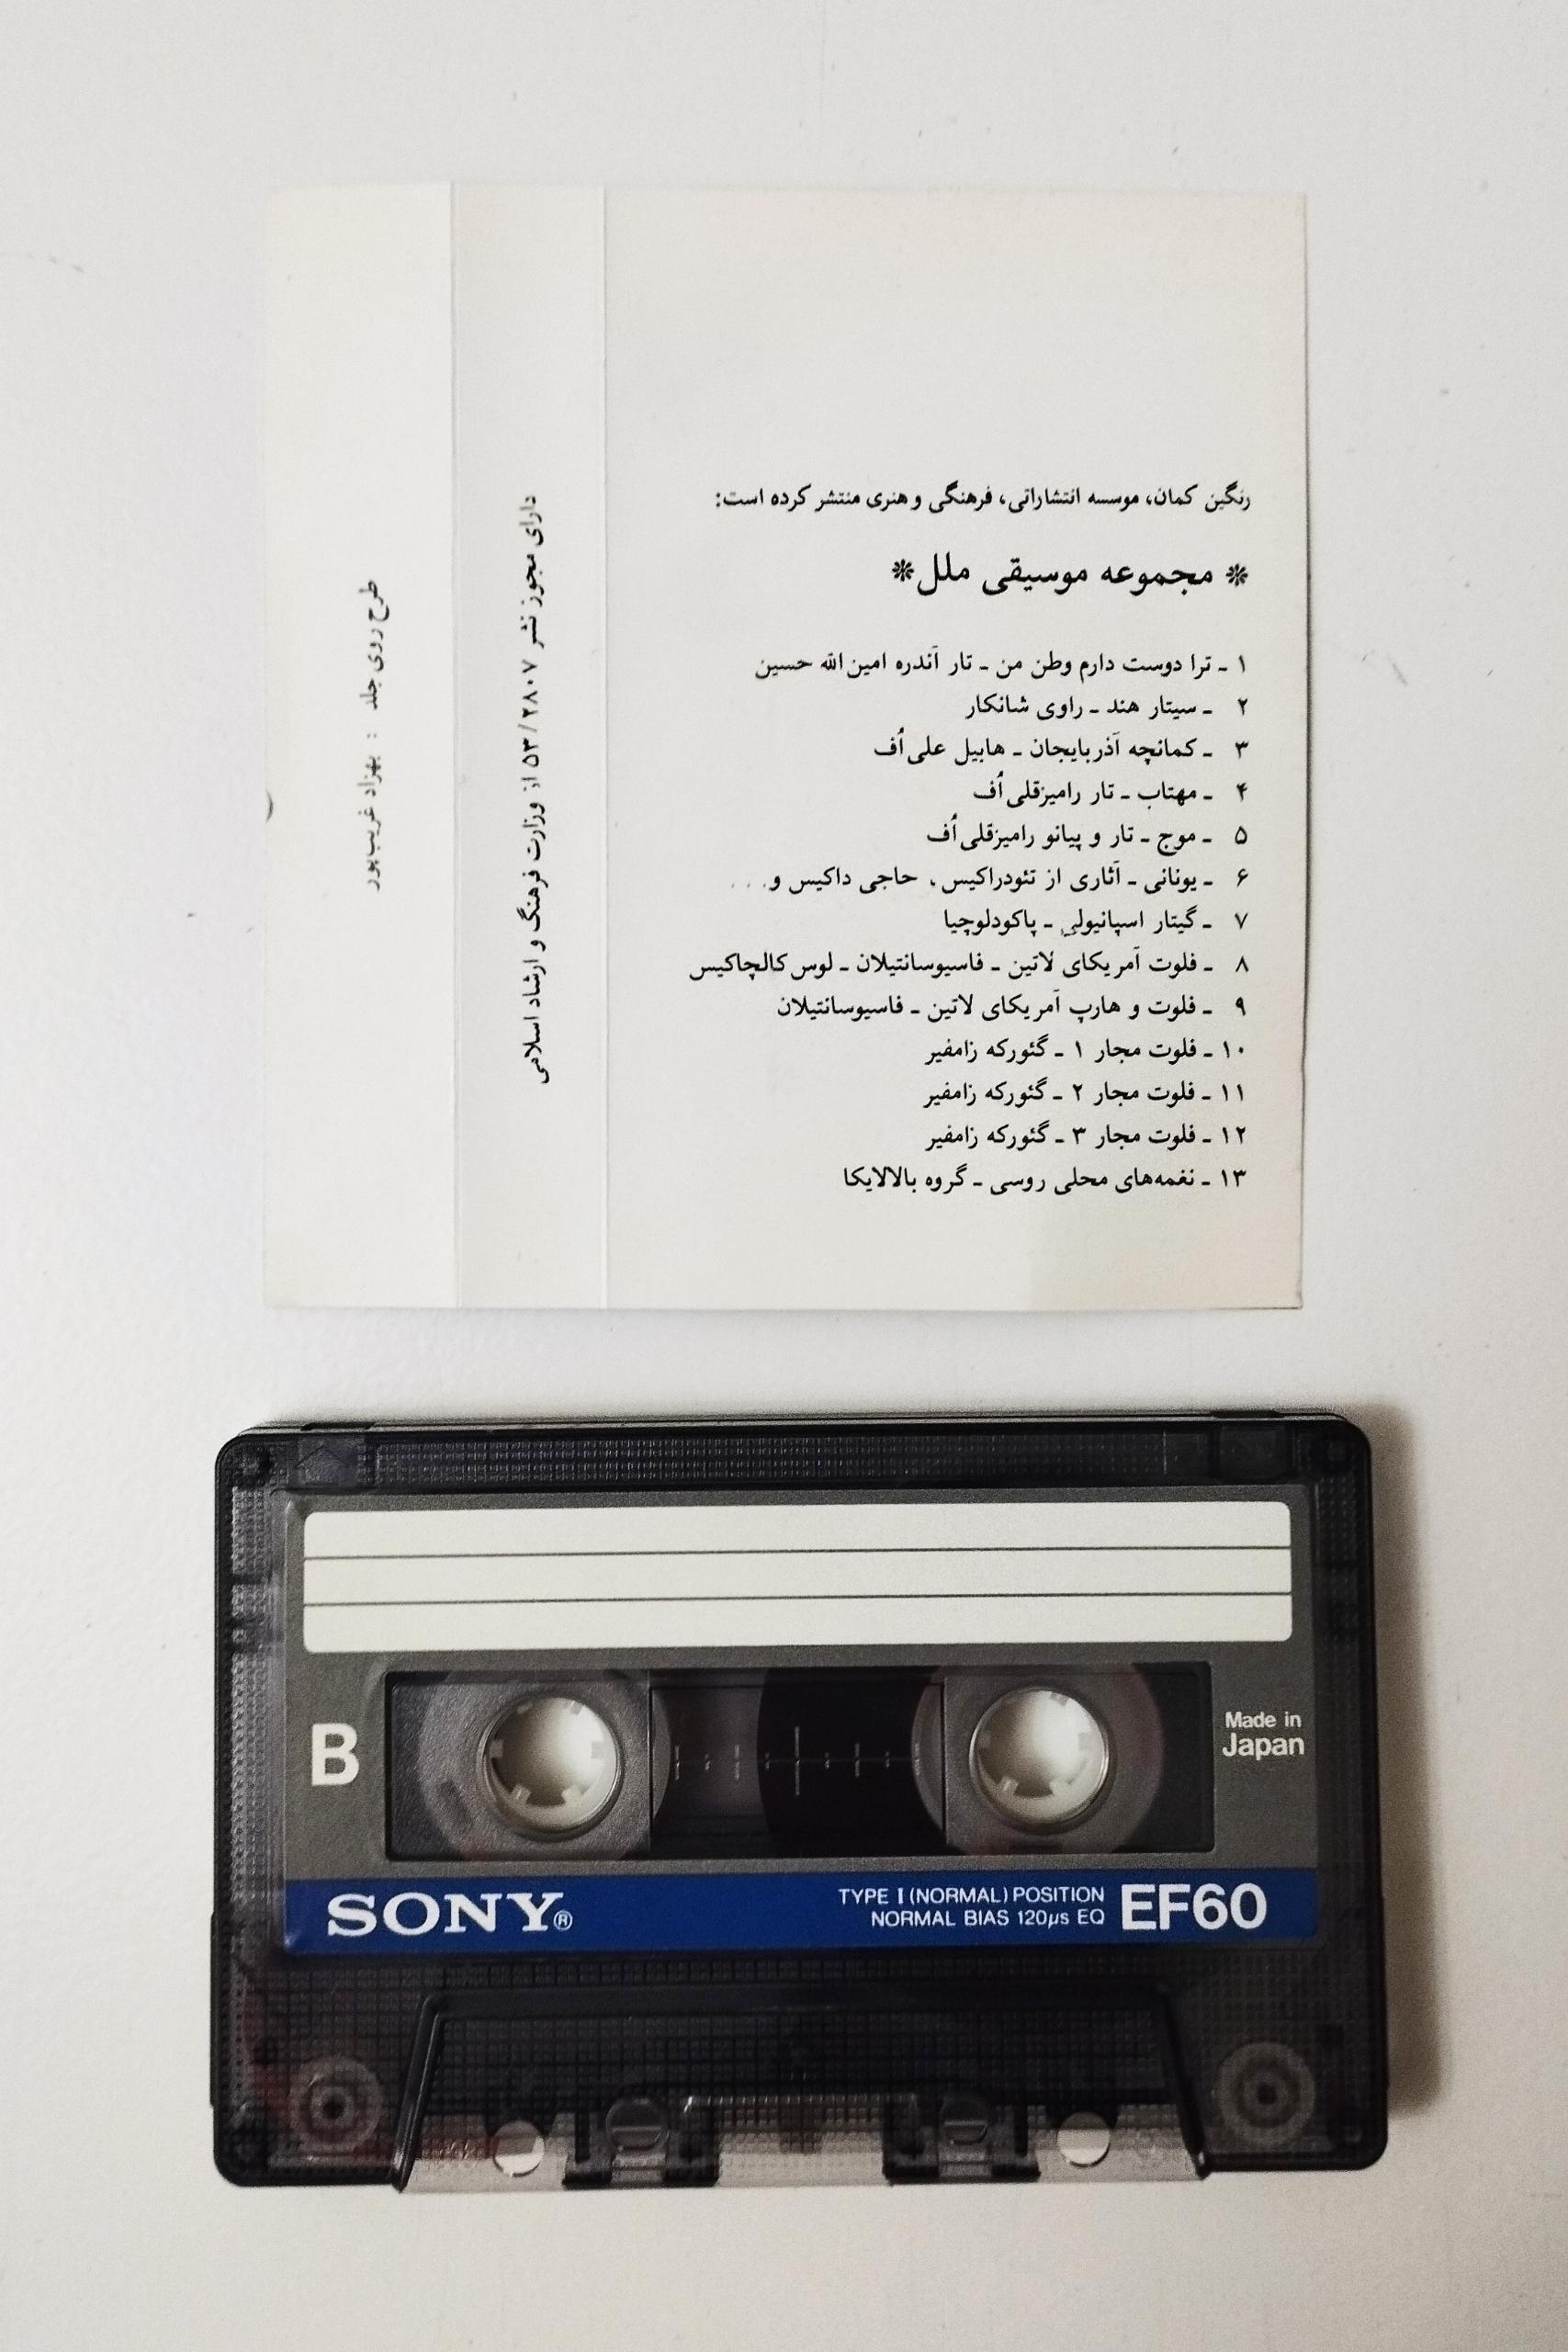 رنگین کمان، موسسه انتشاراتی، فرهنگی و هنری منتشر کرده است:
❊ مجموعه موسیقی ملل ❊
۱ ـ ترا دوست دارم وطن من ـ تار آندره امین‌الله حسین
۲ ـ سیتار هند ـ راوی شانکار
۳ ـ کمانچه آذربایجان ـ هابیل علی‌اُف
۴ ـ مهتاب ـ تار رامیزقلی‌اُف
۵ ـ موج ـ تار و پیانو رامیزقلی‌اُف
۶ ـ یونانی ـ آثاری از تئودراکیس، حاجی داکیس و...
۷ ـ گیتار اسپانیولی ـ پاکودلوچیا
۸ ـ فلوت آمریکای لاتین ـ فاسیوسانتیلان ـ لوس کالچاکیس
۹ ـ فلوت و هارپ آمریکای لاتین ـ فاسیوسانتیلان
۱۰ ـ فلوت مجار ۱ ـ گئورکه زامفیر
۱۱ ـ فلوت مجار ۲ ـ گئورکه زامفیر
۱۲ ـ فلوت مجار ۳ ـ گئورکه زامفیر
۱۳ ـ نغمه‌های محلی روسی ـ گروه بالالایکا
دارای مجوز نشر ۵۳/۲۸۰۷ از وزارت فرهنگ و ارشاد اسلامی
طرح روی جلد : بهزاد غریب‌پور
B
Made in
Japan
SONY®
TYPE I (NORMAL) POSITION
NORMAL BIAS 120µs EQ
EF60